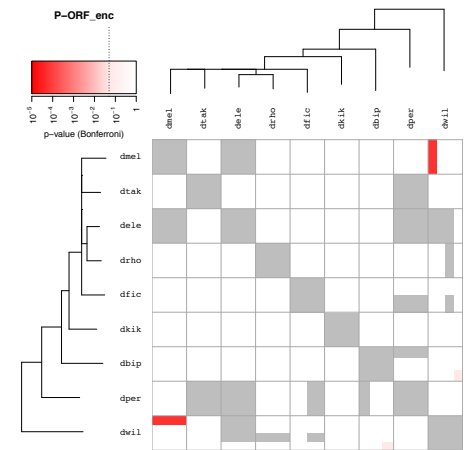 P−ORF_enc
10⁻⁵ 10⁻⁴ 10⁻³ 10⁻² 10⁻¹ 1
p−value (Bonferroni)
dmel dtak dele drho dfic dkik dbip dper dwil
dmel
dtak
dele
drho
dfic
dkik
dbip
dper
dwil